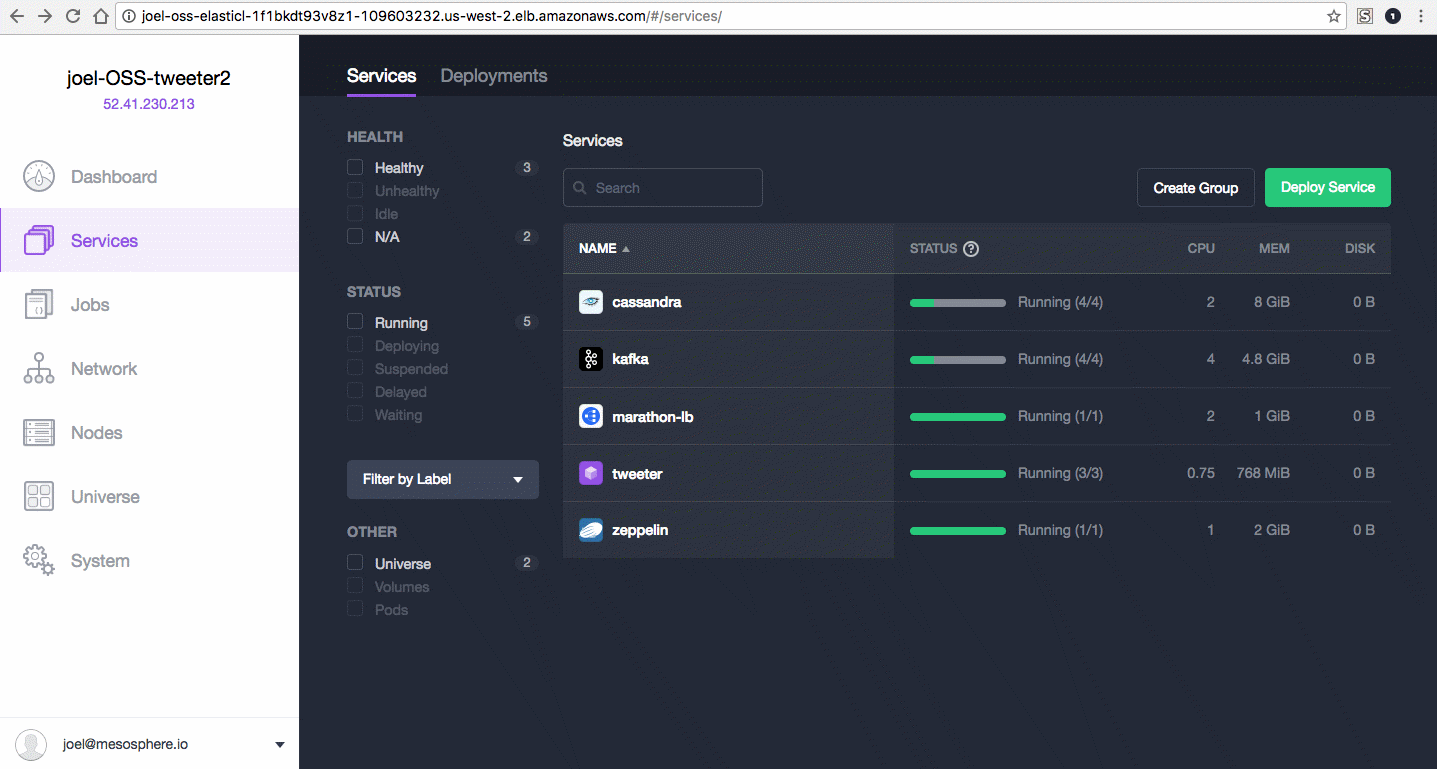 joel-oss-elasticl-1f1bkdt93v8z1-109603232.us-west-2.elb.amazonaws.com/#/services/
S
1
joel-OSS-tweeter2
52.41.230.213
Dashboard
Services
Jobs
Network
Nodes
Universe
System
joel@mesosphere.io
Services Deployments
HEALTH
Healthy 3
Unhealthy
Idle
N/A 2
STATUS
Running 5
Deploying
Suspended
Delayed
Waiting
Filter by Label
OTHER
Universe 2
Volumes
Pods
Services
Search
Create Group
Deploy Service
NAME STATUS ? CPU MEM DISK
cassandra Running (4/4) 2 8 GiB 0 B
kafka Running (4/4) 4 4.8 GiB 0 B
marathon-lb Running (1/1) 2 1 GiB 0 B
tweeter Running (3/3) 0.75 768 MiB 0 B
zeppelin Running (1/1) 1 2 GiB 0 B